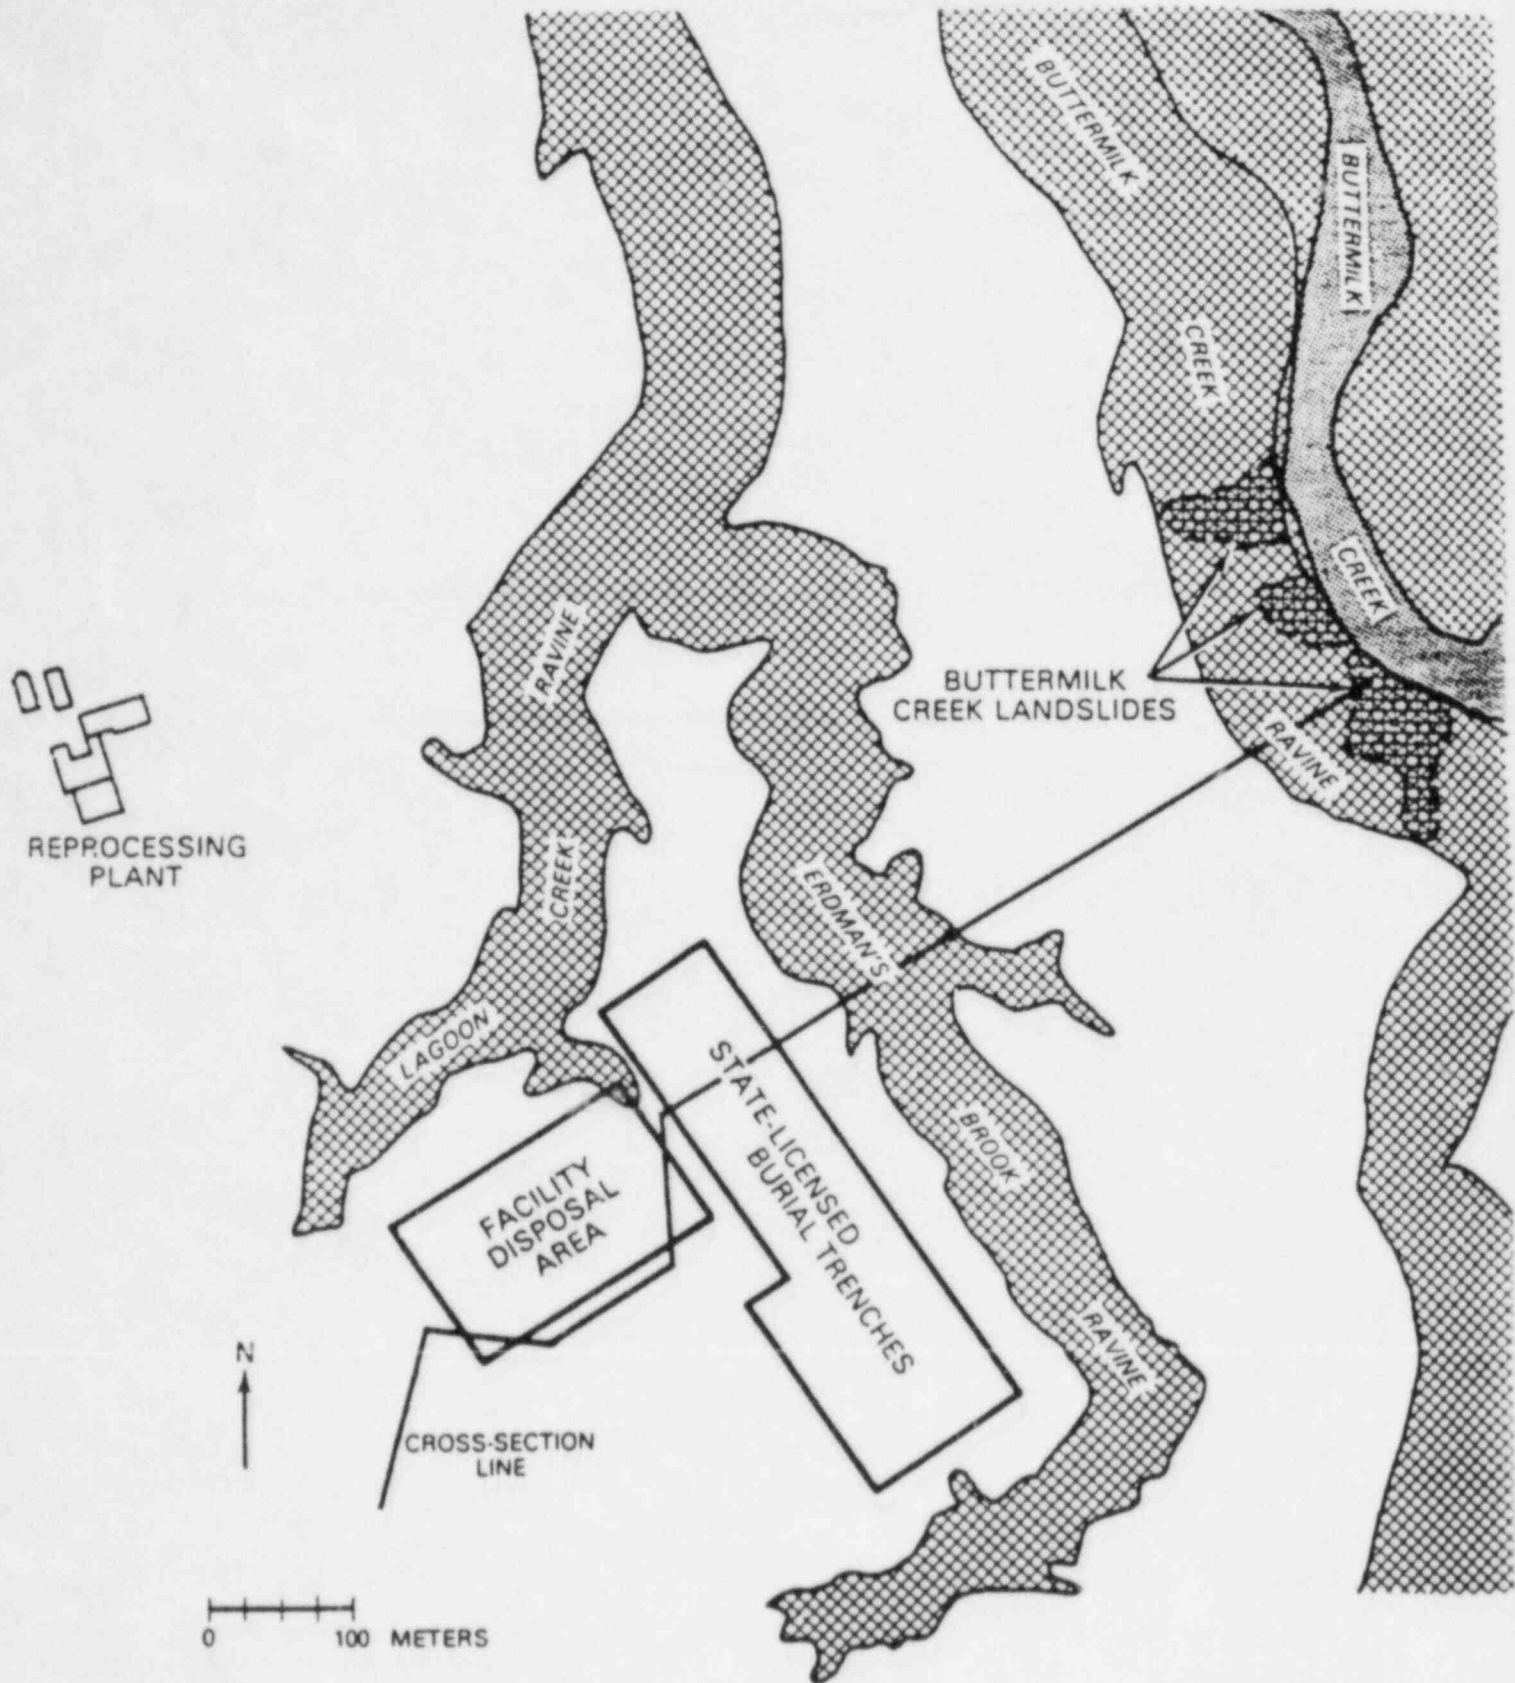 BUTTERMILK
CREEK
RAVINE
BUTTERMILK
CREEK
BUTTERMILK
CREEK LANDSLIDES
RAVINE
CREEK
LAGOON
REPROCESSING
PLANT
ERDMAN'S
BROOK
RAVINE
STATE-LICENSED
BURIAL TRENCHES
FACILITY
DISPOSAL
AREA
N
CROSS-SECTION
LINE
0 100 METERS